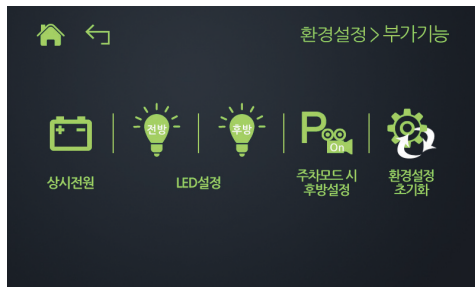 환경설정 > 부가기능
+ -
전방
후방
P
On
상시전원
LED설정
주차모드 시
후방설정
환경설정
초기화